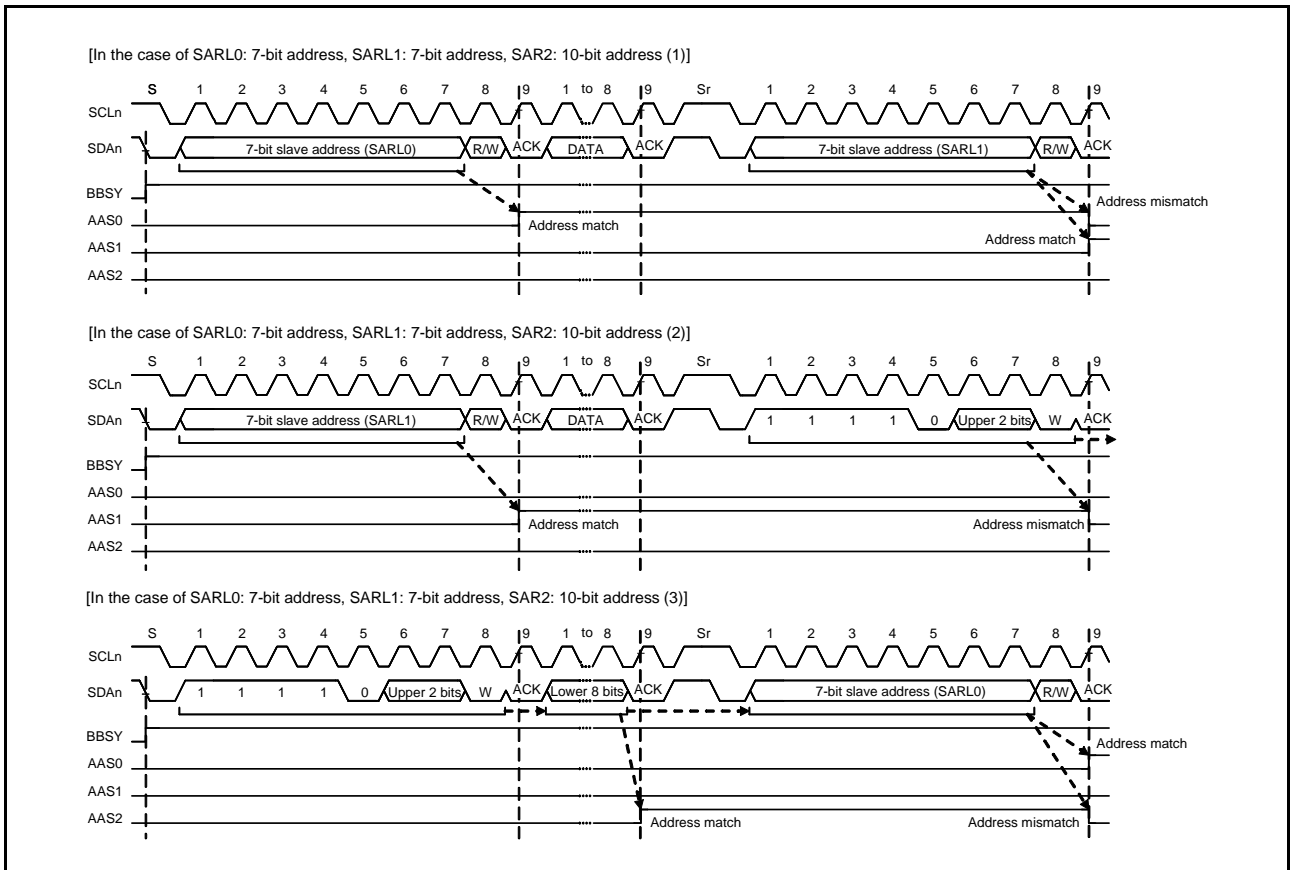 [In the case of SARL0: 7-bit address, SARL1: 7-bit address, SAR2: 10-bit address (1)]
S 1 2 3 4 5 6 7 8 9 1 to 8 9 Sr 1 2 3 4 5 6 7 8 9
SCLn
SDAn 7-bit slave address (SARL0) R/W ACK DATA ACK 7-bit slave address (SARL1) R/W ACK
BBSY
Address mismatch
AAS0 Address match
AAS1 Address match
AAS2
[In the case of SARL0: 7-bit address, SARL1: 7-bit address, SAR2: 10-bit address (2)]
S 1 2 3 4 5 6 7 8 9 1 to 8 9 Sr 1 2 3 4 5 6 7 8 9
SCLn
SDAn 7-bit slave address (SARL1) R/W ACK DATA ACK 1 1 1 1 0 Upper 2 bits W ACK
BBSY
AAS0
AAS1 Address match Address mismatch
AAS2
[In the case of SARL0: 7-bit address, SARL1: 7-bit address, SAR2: 10-bit address (3)]
S 1 2 3 4 5 6 7 8 9 1 to 8 9 Sr 1 2 3 4 5 6 7 8 9
SCLn
SDAn 1 1 1 1 0 Upper 2 bits W ACK Lower 8 bits ACK 7-bit slave address (SARL0) R/W ACK
BBSY
Address match
AAS0
AAS1
AAS2 Address match Address mismatch